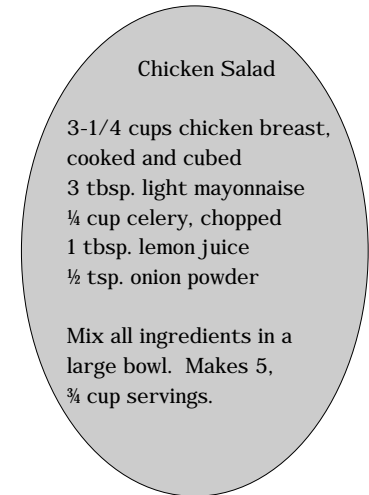 Chicken Salad
3-1/4 cups chicken breast,
cooked and cubed
3 tbsp. light mayonnaise
¼ cup celery, chopped
1 tbsp. lemon juice
½ tsp. onion powder
Mix all ingredients in a
large bowl.  Makes 5,
¾ cup servings.